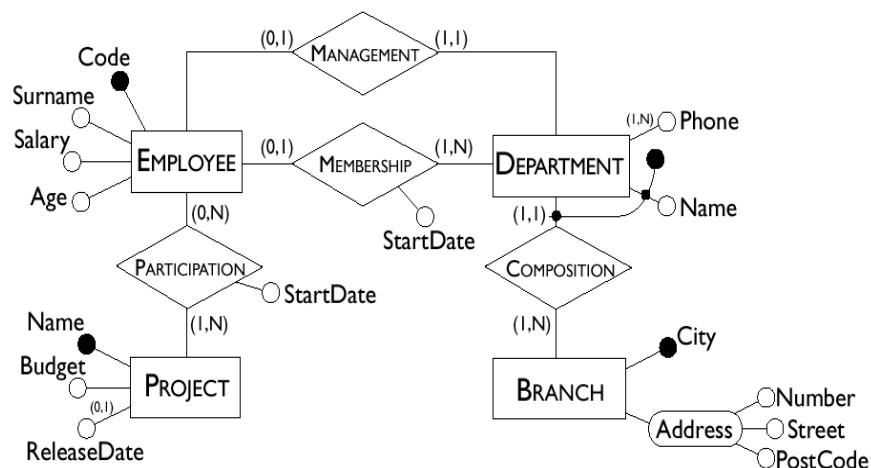 (0,1) MANAGEMENT (1,1)
Code
Surname
Salary
Age
EMPLOYEE
(0,1) MEMBERSHIP (1,N)
StartDate
DEPARTMENT
(1,N) Phone
Name
(1,1)
COMPOSITION
(1,N)
(0,N)
PARTICIPATION
StartDate
(1,N)
Name
Budget
(0,1)
ReleaseDate
PROJECT
BRANCH
City
Address
Number
Street
PostCode